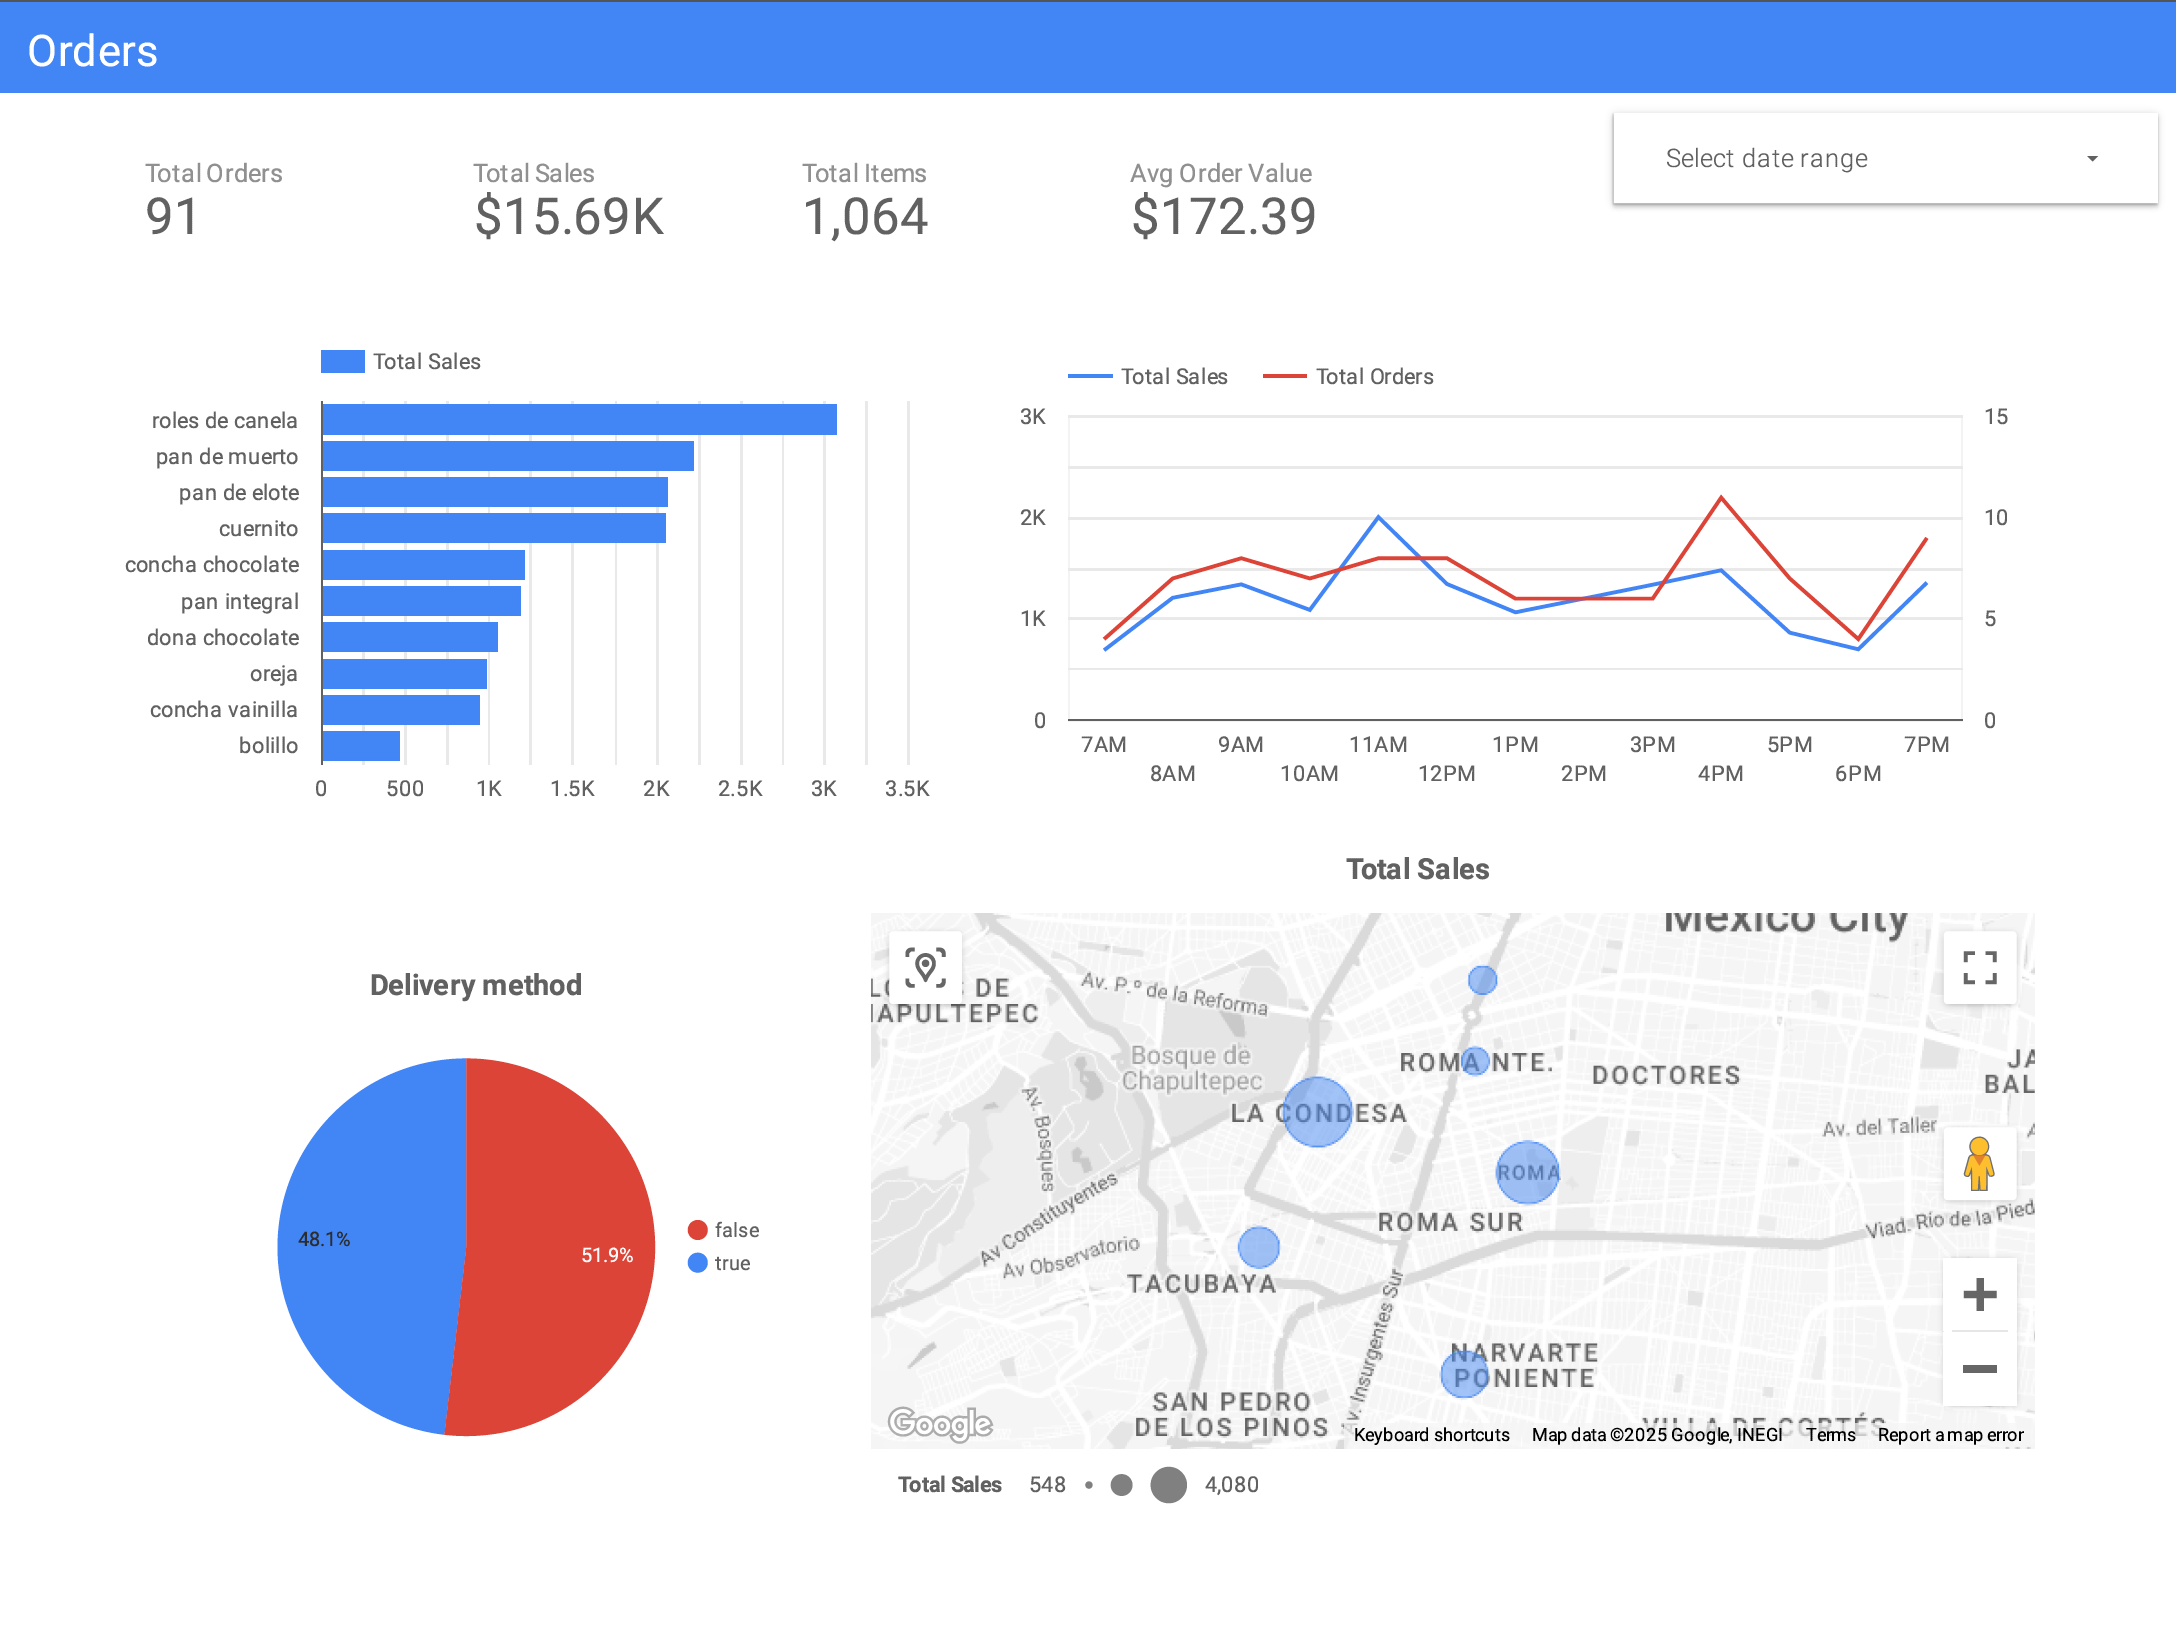 Orders
Select date range
Total Orders
91
Total Sales
$15.69K
Total Items
1,064
Avg Order Value
$172.39
Total Sales
roles de canela
pan de muerto
pan de elote
cuernito
concha chocolate
pan integral
dona chocolate
oreja
concha vainilla
bolillo
0 500 1K 1.5K 2K 2.5K 3K 3.5K
Total Sales Total Orders
3K 15
2K 10
1K 5
0 0
7AM 9AM 11AM 1PM 3PM 5PM 7PM
8AM 10AM 12PM 2PM 4PM 6PM
Delivery method
48.1%
51.9%
false
true
Total Sales
Mexico City
DE
APULTEPEC
Av. P.º de la Reforma
Bosque de
Chapultepec
ROMA NTE.
DOCTORES
JA
BAL
LA CONDESA
Av. Bosques
Av. del Taller
ROMA
Av Constituyentes
ROMA SUR
Viad. Río de la Pied
Av Observatorio
TACUBAYA
Av. Insurgentes Sur
NARVARTE
PONIENTE
SAN PEDRO
DE LOS PINOS
VILLA DE CORTÉS
Google
Keyboard shortcuts Map data ©2025 Google, INEGI Terms Report a map error
Total Sales 548 4,080